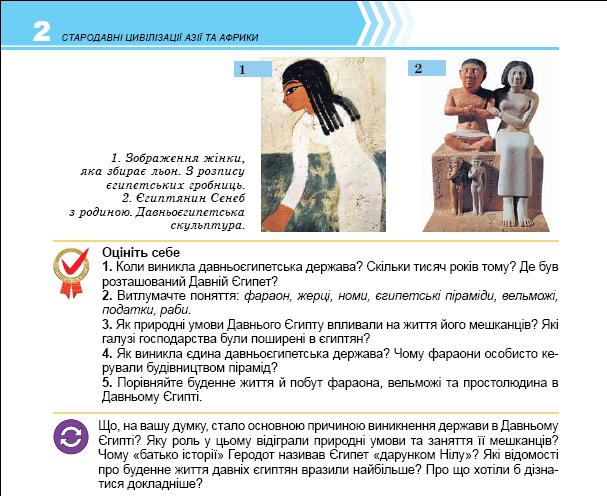 2 СТАРОДАВНІ ЦИВІЛІЗАЦІЇ АЗІЇ ТА АФРИКИ
1
2
1. Зображення жінки,
яка збирає льон. З розпису
єгипетських гробниць.
2. Єгиптянин Сенеб
з родиною. Давньоєгипетська
скульптура.
Оцініть себе
1. Коли виникла давньоєгипетська держава? Скільки тисяч років тому? Де був
розташований Давній Єгипет?
2. Витлумачте поняття: фараон, жерці, номи, єгипетські піраміди, вельможі,
податки, раби.
3. Як природні умови Давнього Єгипту впливали на життя його мешканців? Які
галузі господарства були поширені в єгиптян?
4. Як виникла єдина давньоєгипетська держава? Чому фараони особисто ке-
рували будівництвом пірамід?
5. Порівняйте буденне життя й побут фараона, вельможі та простолюдина в
Давньому Єгипті.
Що, на вашу думку, стало основною причиною виникнення держави в Давньому
Єгипті? Яку роль у цьому відіграли природні умови та заняття її мешканців?
Чому «батько історії» Геродот називав Єгипет «дарунком Нілу»? Які відомості
про буденне життя давніх єгиптян вразили найбільше? Про що хотіли б дізна-
тися докладніше?